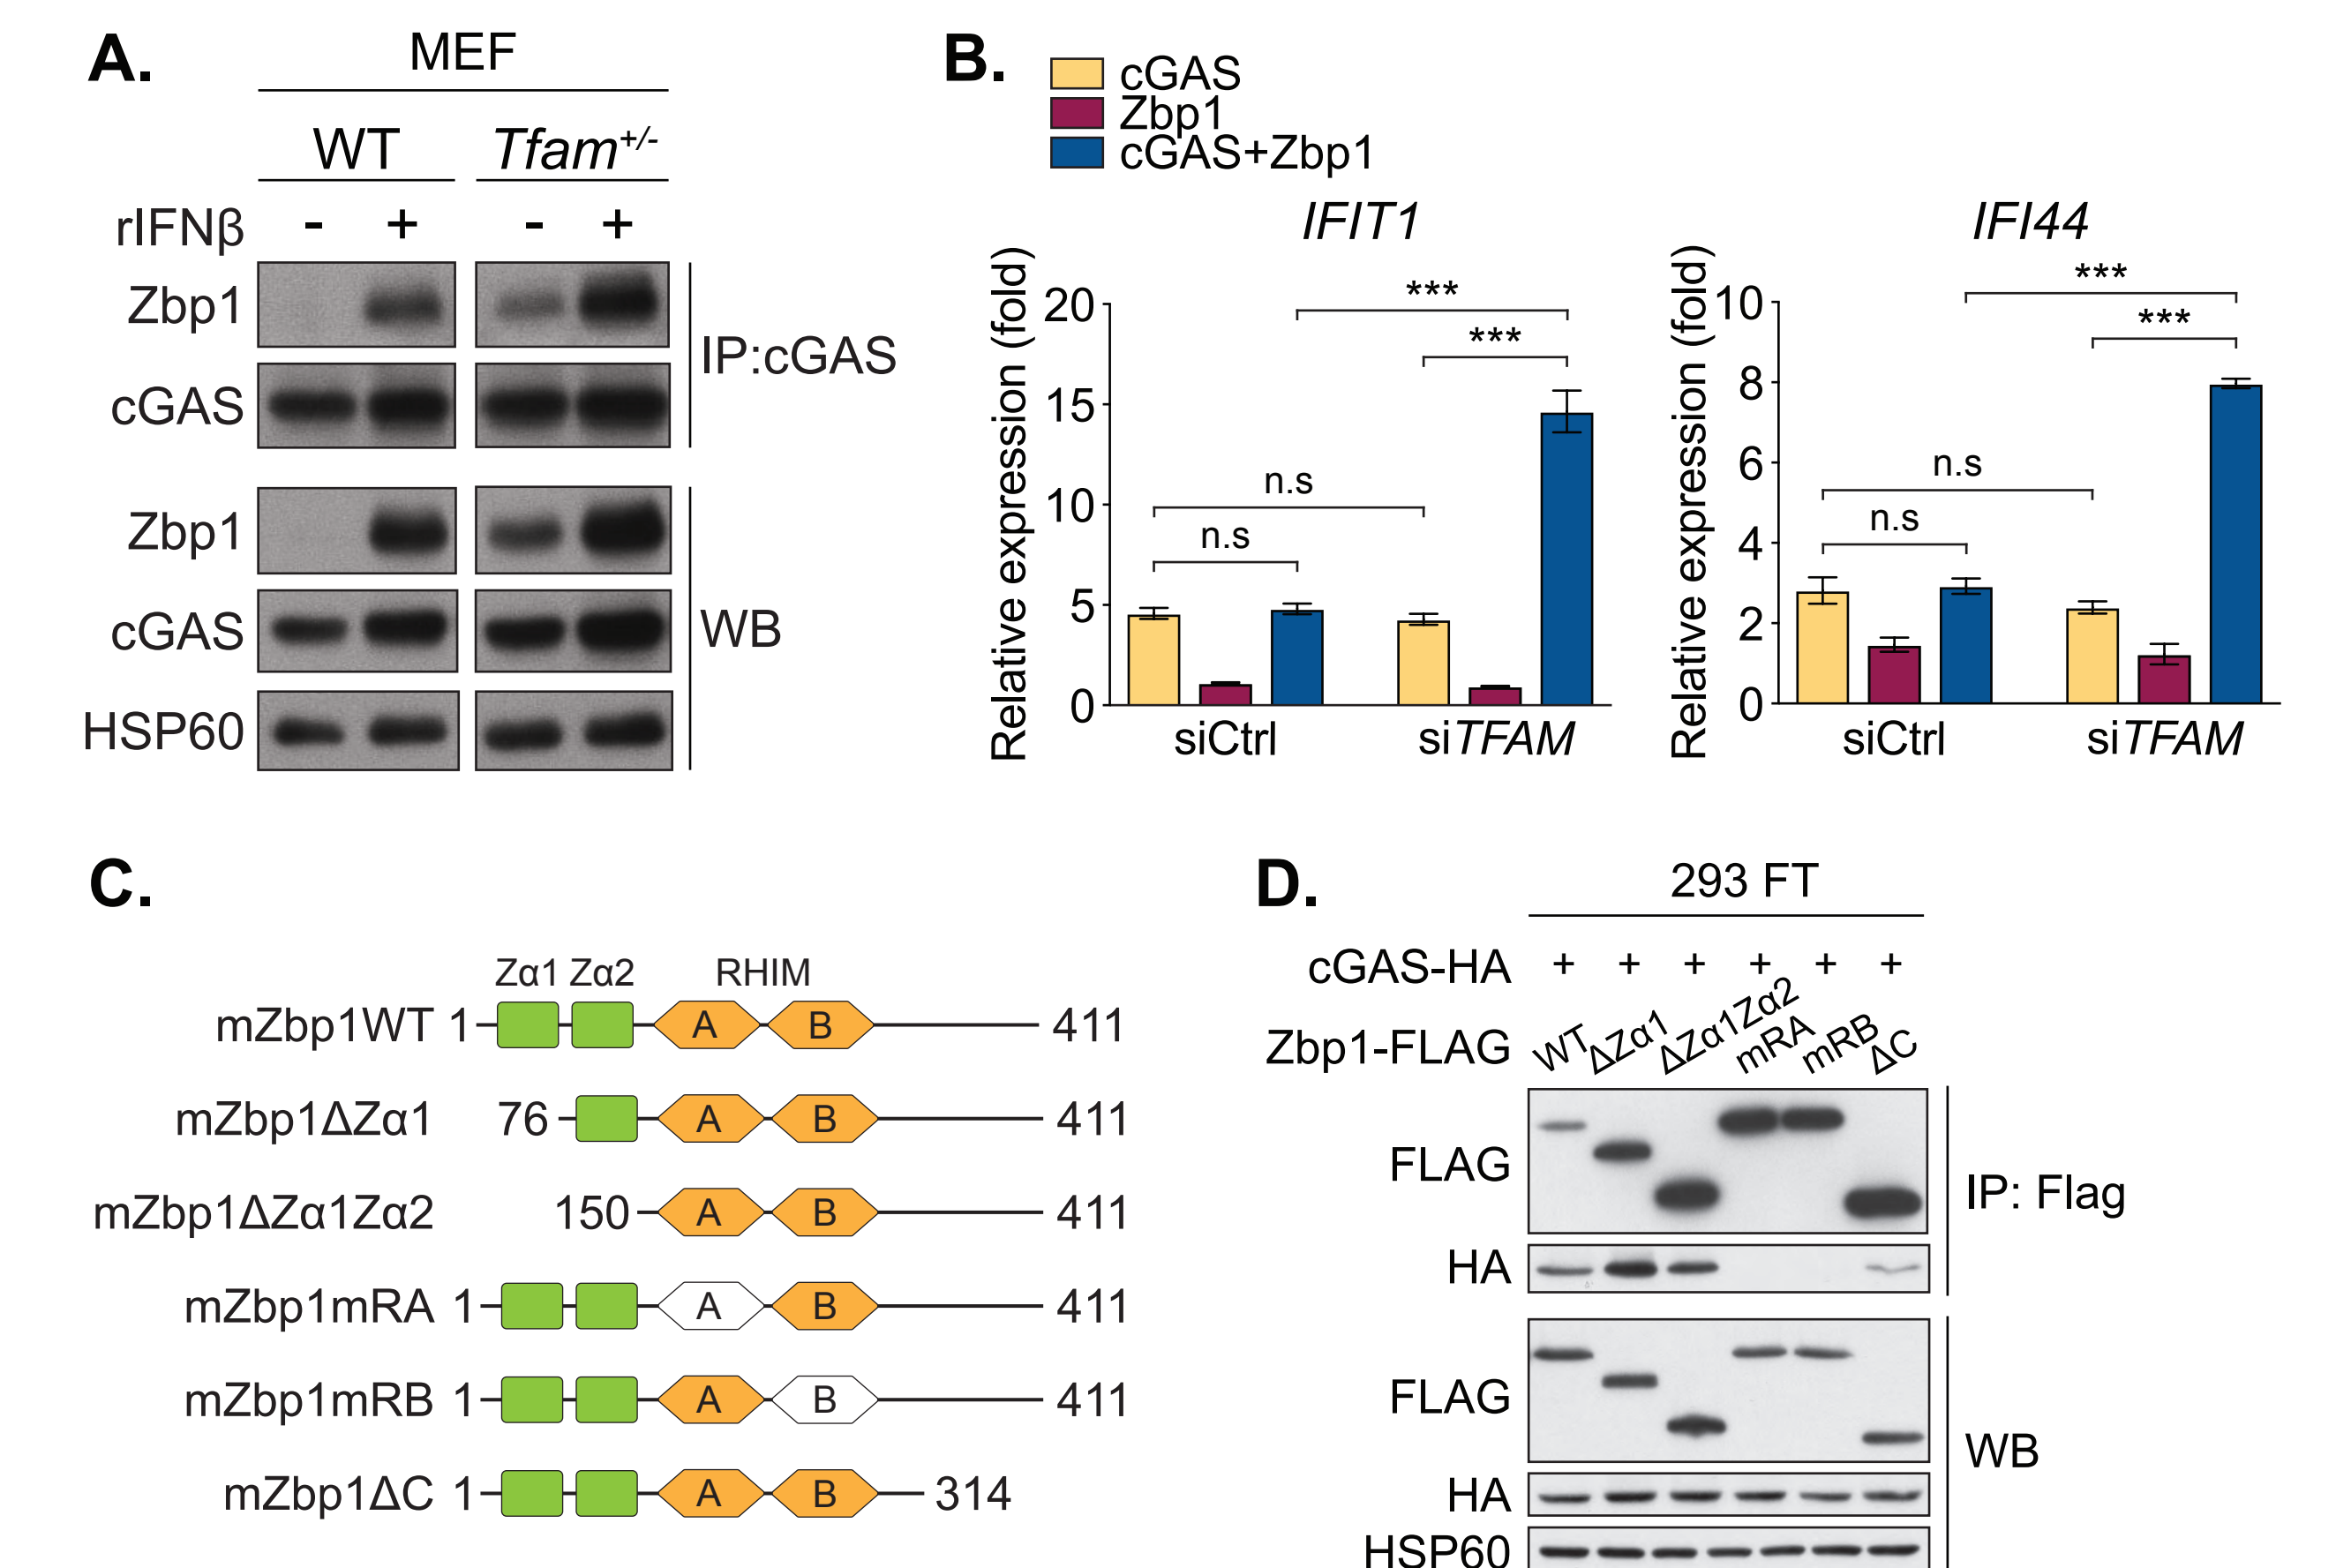 A.
MEF
WT Tfam+/-
rIFNβ - + - +
Zbp1
cGAS
IP:cGAS
Zbp1
cGAS
HSP60
WB
B.
cGAS
Zbp1
cGAS+Zbp1
IFIT1
Relative expression (fold)
20
15
10
5
0
***
***
n.s
n.s
siCtrl siTFAM
IFI44
Relative expression (fold)
10
8
6
4
2
0
***
***
n.s
n.s
siCtrl siTFAM
C.
Zα1 Zα2 RHIM
mZbp1WT 1 A B 411
mZbp1ΔZα1 76 A B 411
mZbp1ΔZα1Zα2 150 A B 411
mZbp1mRA 1 A B 411
mZbp1mRB 1 A B 411
mZbp1ΔC 1 A B 314
D.
293 FT
cGAS-HA + + + + + +
Zbp1-FLAG WT ΔZα1 ΔZα1Zα2 mRA mRB ΔC
FLAG
HA
IP: Flag
FLAG
HA
HSP60
WB